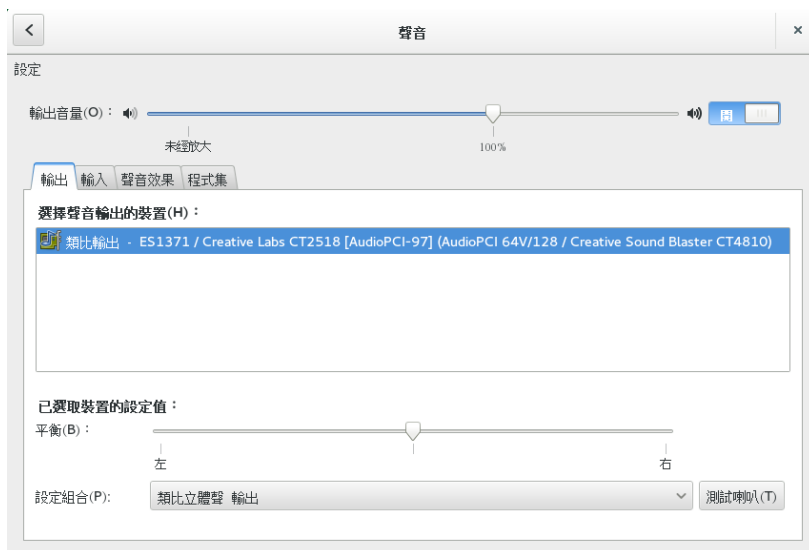 聲音
設定
輸出音量(O)：
開
未經放大
100%
輸出
輸入
聲音效果
程式集
選擇聲音輸出的裝置(H)：
類比輸出 - ES1371 / Creative Labs CT2518 [AudioPCI-97] (AudioPCI 64V/128 / Creative Sound Blaster CT4810)
已選取裝置的設定值：
平衡(B)：
左
右
設定組合(P):
類比立體聲 輸出
測試喇叭(T)